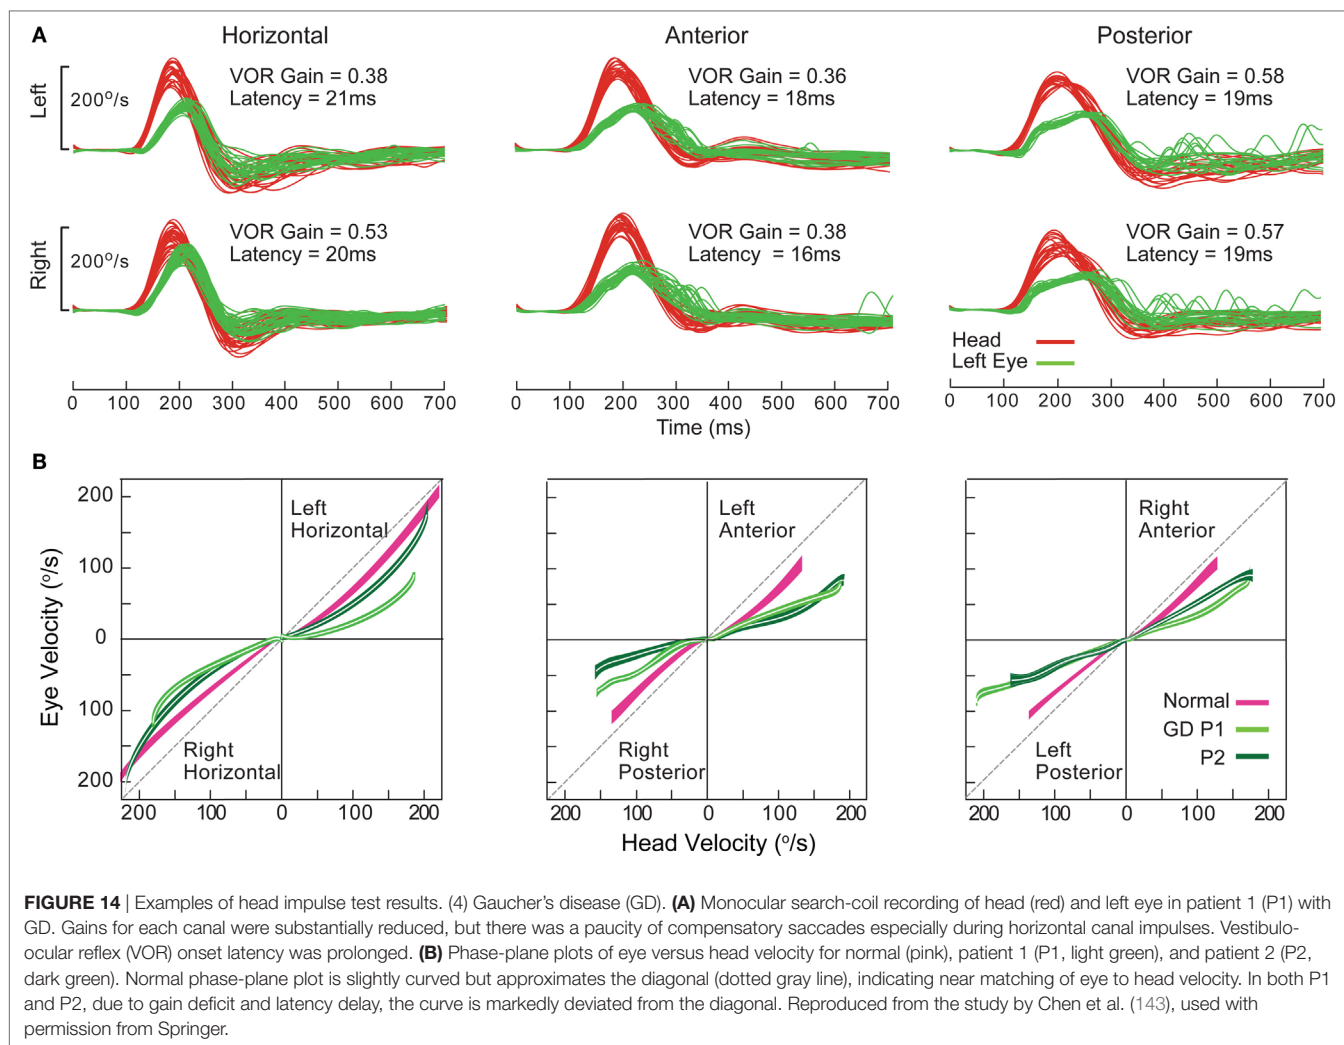 A
Horizontal
Anterior
Posterior
Left
200°/s
VOR Gain = 0.38
Latency = 21ms
VOR Gain = 0.36
Latency = 18ms
VOR Gain = 0.58
Latency = 19ms
Right
200°/s
VOR Gain = 0.53
Latency = 20ms
VOR Gain = 0.38
Latency = 16ms
VOR Gain = 0.57
Latency = 19ms
Head
Left Eye
0 100 200 300 400 500 600 700
0 100 200 300 400 500 600 700
0 100 200 300 400 500 600 700
Time (ms)
B
Eye Velocity (°/s)
200
100
0
100
200
Left
Horizontal
Right
Horizontal
Left
Anterior
Right
Posterior
Right
Anterior
Left
Posterior
Normal
GD P1
P2
200 100 0 100 200
200 100 0 100 200
200 100 0 100 200
Head Velocity (°/s)
FIGURE 14 | Examples of head impulse test results. (4) Gaucher's disease (GD). (A) Monocular search-coil recording of head (red) and left eye in patient 1 (P1) with
GD. Gains for each canal were substantially reduced, but there was a paucity of compensatory saccades especially during horizontal canal impulses. Vestibulo-
ocular reflex (VOR) onset latency was prolonged. (B) Phase-plane plots of eye versus head velocity for normal (pink), patient 1 (P1, light green), and patient 2 (P2,
dark green). Normal phase-plane plot is slightly curved but approximates the diagonal (dotted gray line), indicating near matching of eye to head velocity. In both P1
and P2, due to gain deficit and latency delay, the curve is markedly deviated from the diagonal. Reproduced from the study by Chen et al. (143), used with
permission from Springer.